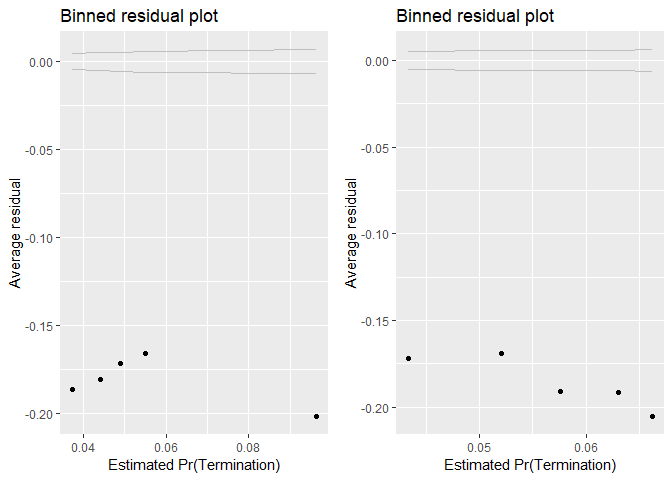 Binned residual plot
0.00
-0.05
-0.10
-0.15
-0.20
Average residual
0.04
0.06
0.08
Estimated Pr(Termination)
Binned residual plot
0.00
-0.05
-0.10
-0.15
-0.20
Average residual
0.05
0.06
Estimated Pr(Termination)